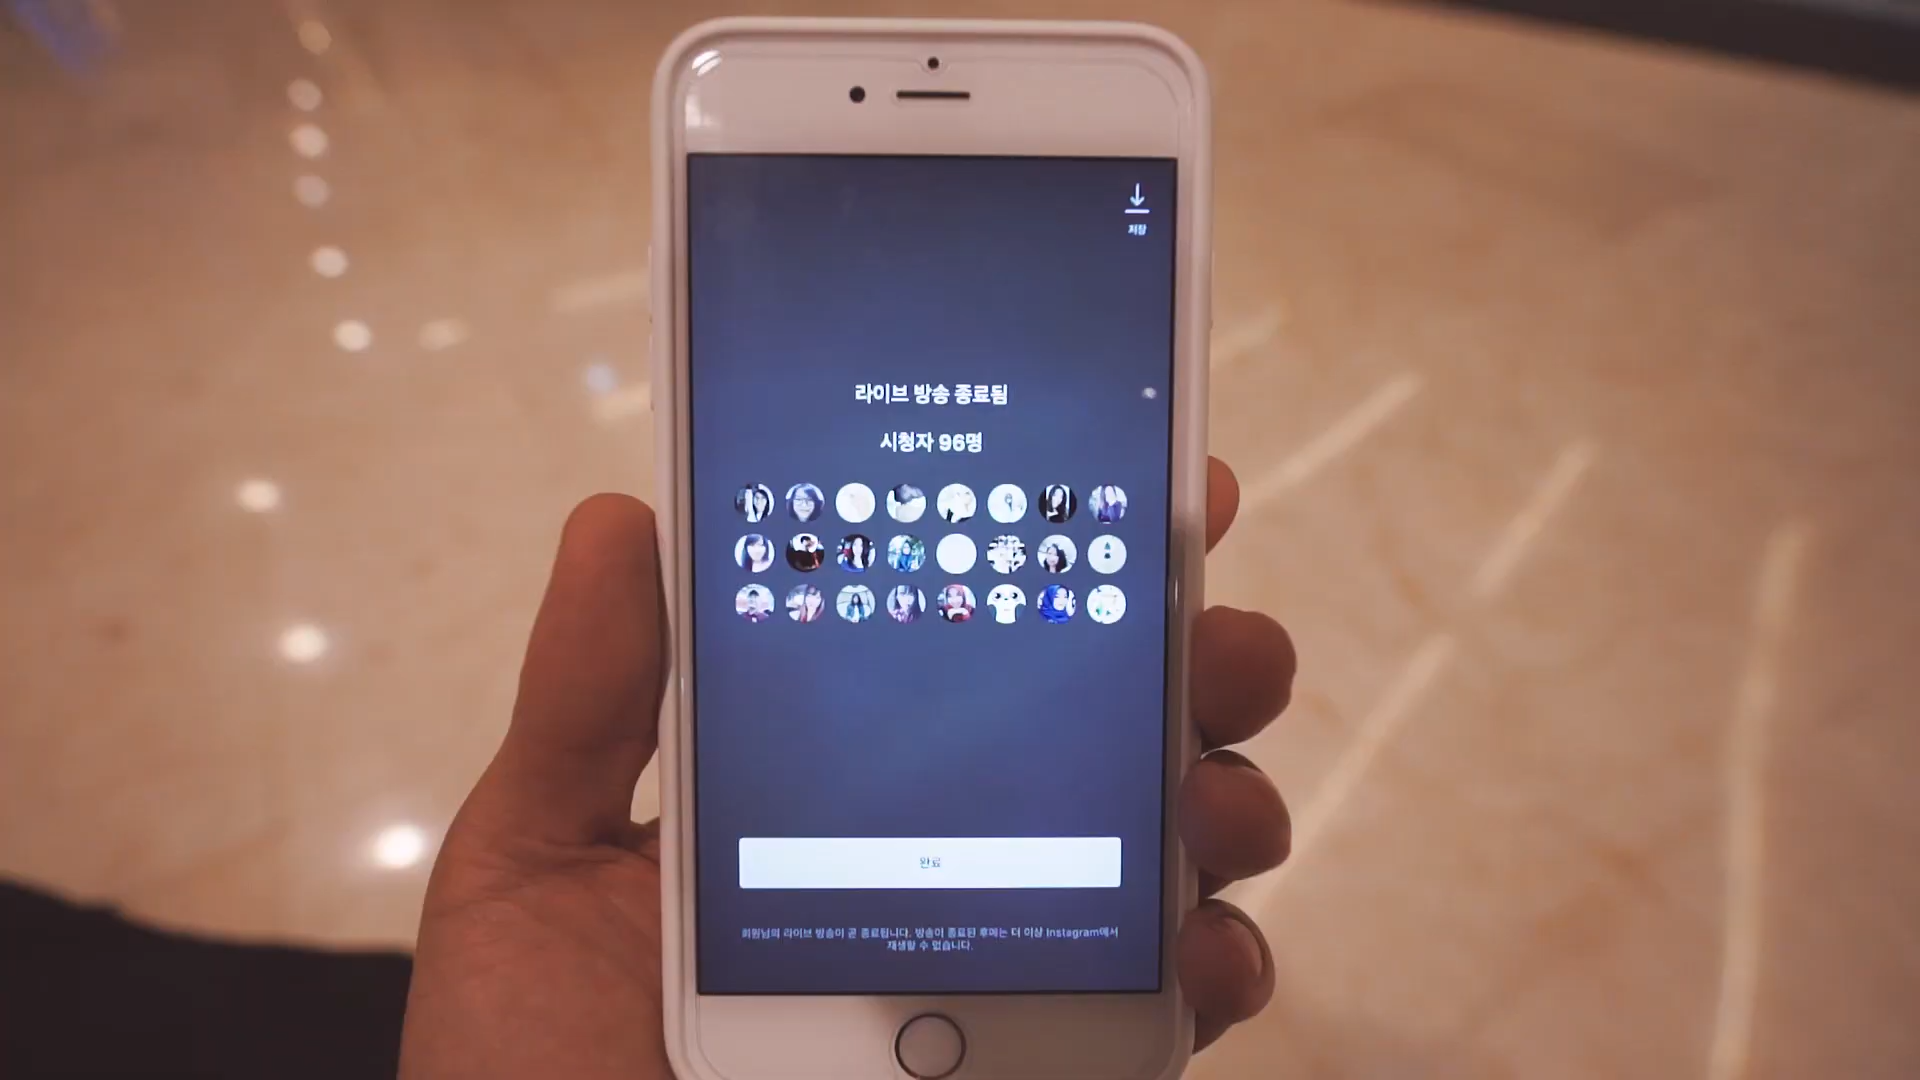 저장
라이브 방송 종료됨
시청자 96명
완료
회원님의 라이브 방송이 곧 종료됩니다. 방송이 종료된 후에는 더 이상 Instagram에서
재생할 수 없습니다.